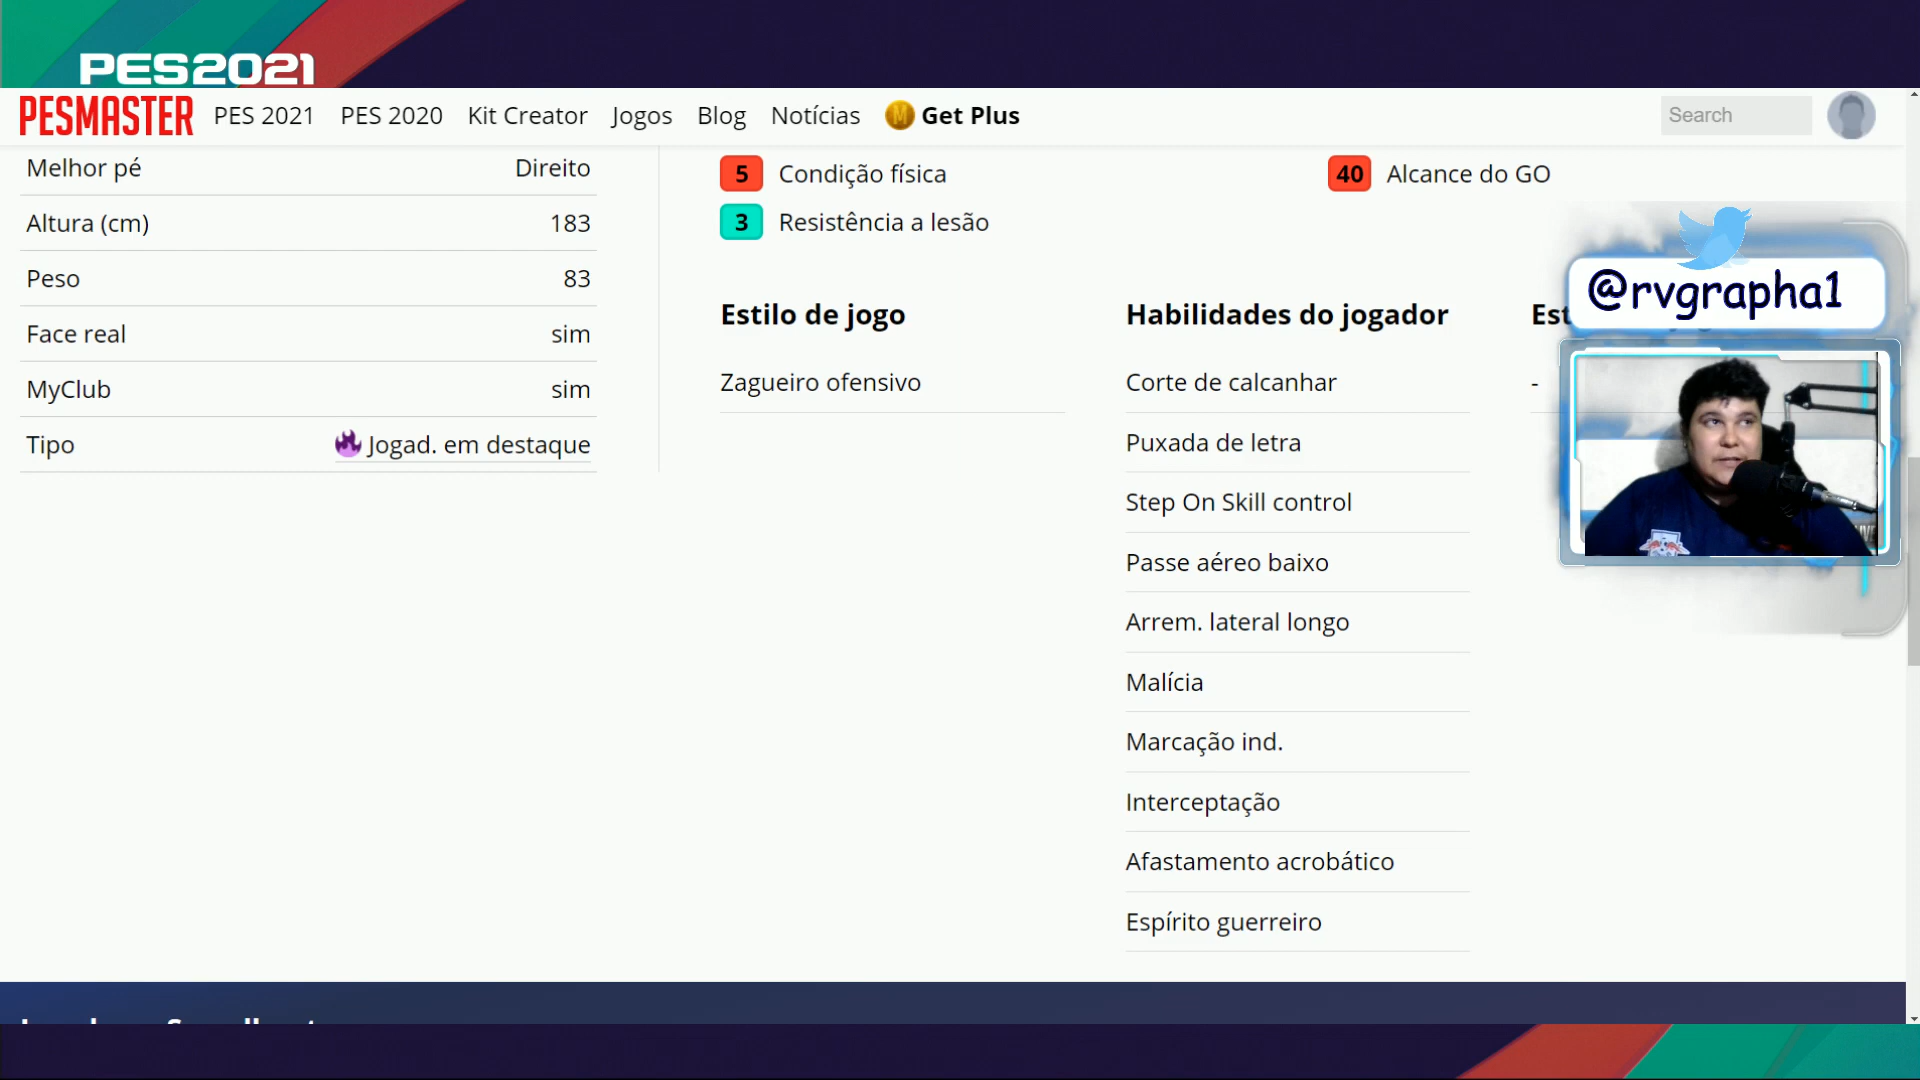 PES2021
PESMASTER PES 2021 PES 2020 Kit Creator Jogos Blog Notícias Get Plus Search
Melhor pé Direito
Altura (cm) 183
Peso 83
Face real sim
MyClub sim
Tipo Jogad. em destaque
5 Condição física
3 Resistência a lesão
40 Alcance do GO
Estilo de jogo
Zagueiro ofensivo
Habilidades do jogador
Corte de calcanhar
Puxada de letra
Step On Skill control
Passe aéreo baixo
Arrem. lateral longo
Malícia
Marcação ind.
Interceptação
Afastamento acrobático
Espírito guerreiro
-
@rvgrapha1